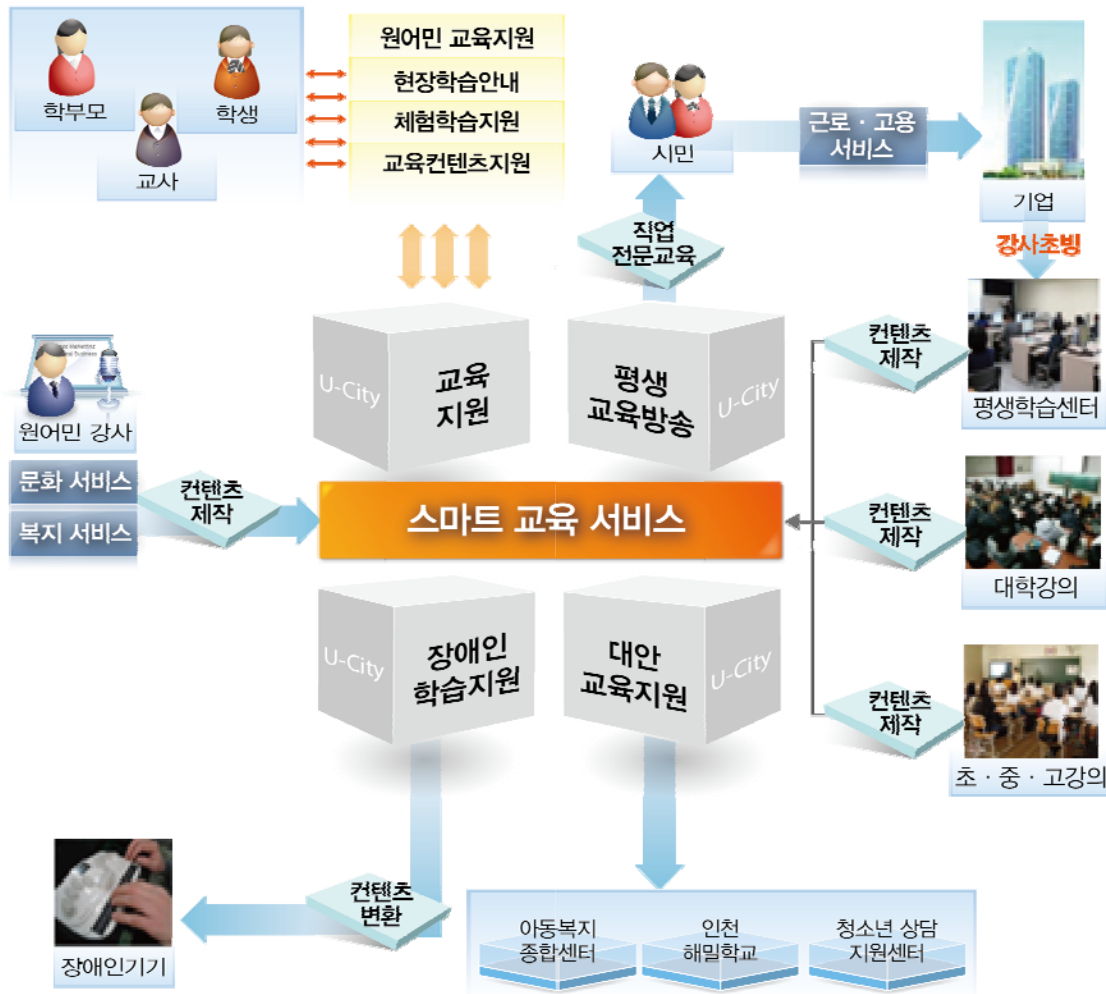 학부모
학생
교사
원어민 교육지원
현장학습안내
체험학습지원
교육컨텐츠지원
시민
근로 · 고용
서비스
기업
강사초빙
직업
전문교육
원어민 강사
문화 서비스
복지 서비스
컨텐츠
제작
U-City
교육
지원
평생
교육방송
U-City
스마트 교육 서비스
U-City
장애인
학습지원
대안
교육지원
U-City
컨텐츠
제작
평생학습센터
컨텐츠
제작
대학강의
컨텐츠
제작
초 · 중 · 고강의
컨텐츠
변환
장애인기기
아동복지
종합센터
인천
해밀학교
청소년 상담
지원센터